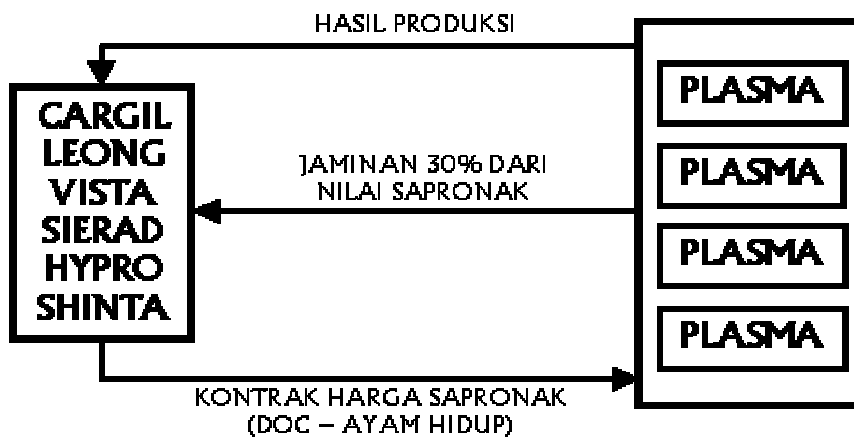 HASIL PRODUKSI
CARGIL
LEONG
VISTA
SIERAD
HYPRO
SHINTA
JAMINAN 30% DARI
NILAI SAPRONAK
PLASMA
PLASMA
PLASMA
PLASMA
KONTRAK HARGA SAPRONAK
(DOC – AYAM HIDUP)